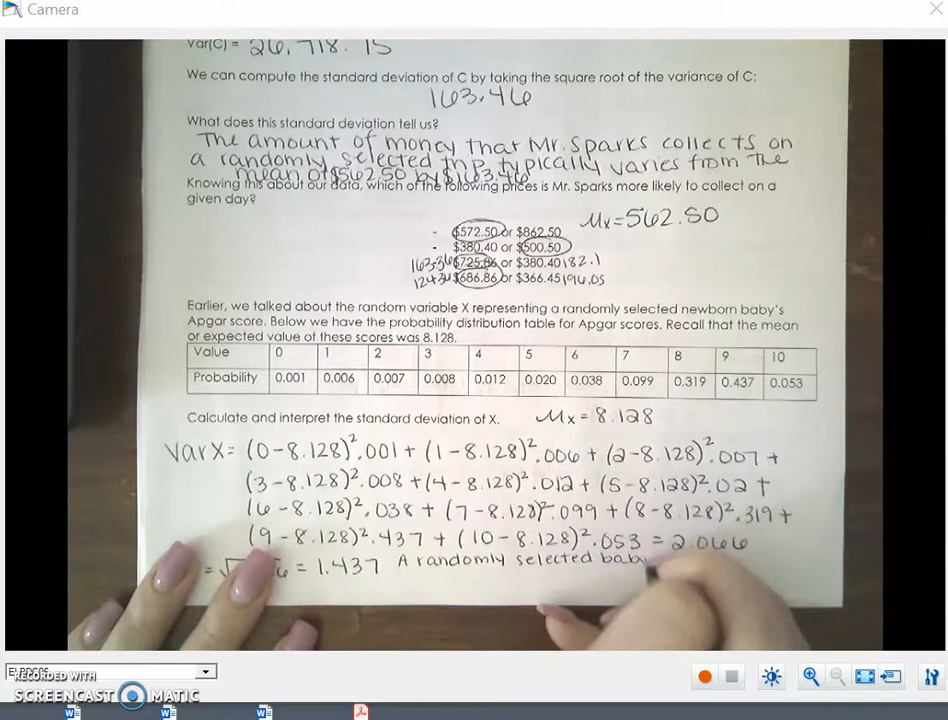 Camera
Var(C) = 26,718.15
We can compute the standard deviation of C by taking the square root of the variance of C:
163.46
What does this standard deviation tell us?
The amount of money that Mr. Sparks collects on
a randomly selected trip typically varies from the
mean of $562.50 by $163.46
Knowing this about our data, which of the following prices is Mr. Sparks more likely to collect on a
given day?
Mx = 562.50
- $572.50 or $862.50
- $380.40 or $500.50
163.36 $725.86 or $380.40 182.1
124.36 $686.86 or $366.45 196.05
Earlier, we talked about the random variable X representing a randomly selected newborn baby's
Apgar score. Below we have the probability distribution table for Apgar scores. Recall that the mean
or expected value of these scores was 8.128.
Value 0 1 2 3 4 5 6 7 8 9 10
Probability 0.001 0.006 0.007 0.008 0.012 0.020 0.038 0.099 0.319 0.437 0.053
Calculate and interpret the standard deviation of X. Mx = 8.128
Var X = (0-8.128)².001 + (1-8.128)².006 + (2-8.128)².007 +
(3-8.128)².008 + (4-8.128)².012 + (5-8.128)².02 +
(6-8.128)².038 + (7-8.128)².099 + (8-8.128)².319 +
(9-8.128)².437 + (10-8.128)².053 = 2.066
= 1.437 A randomly selected baby
RECORDED WITH
SCREENCAST MATIC